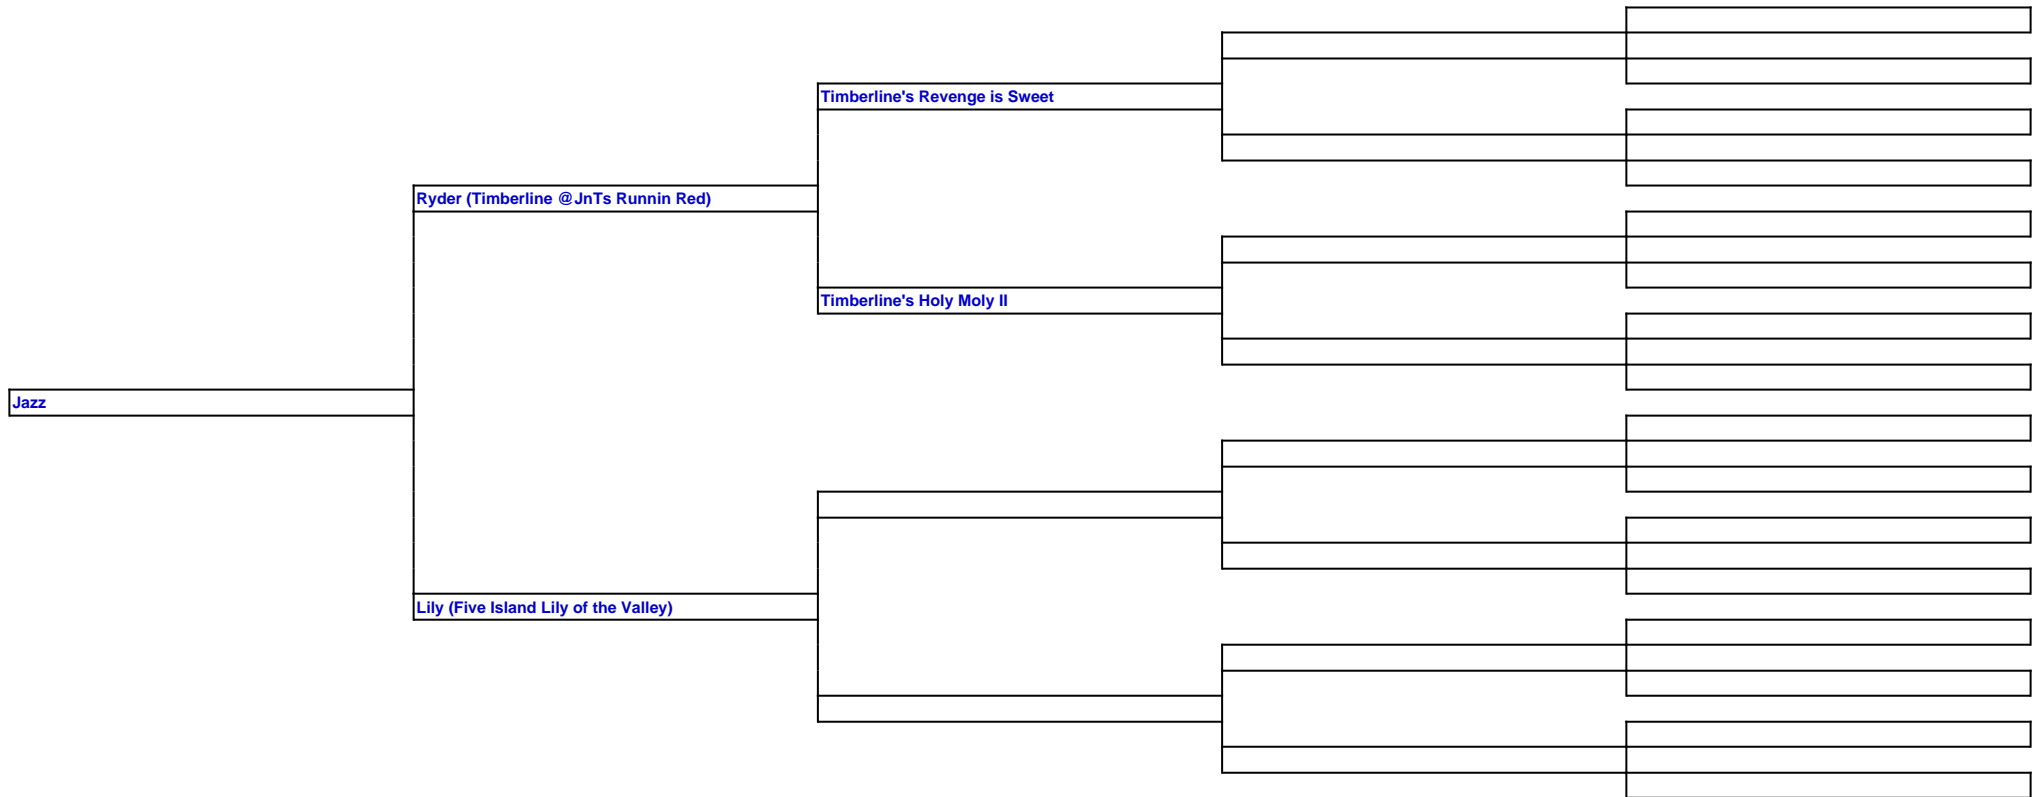 Timberline's Revenge is Sweet
Ryder (Timberline @JnTs Runnin Red)
Timberline's Holy Moly II
Jazz
Lily (Five Island Lily of the Valley)